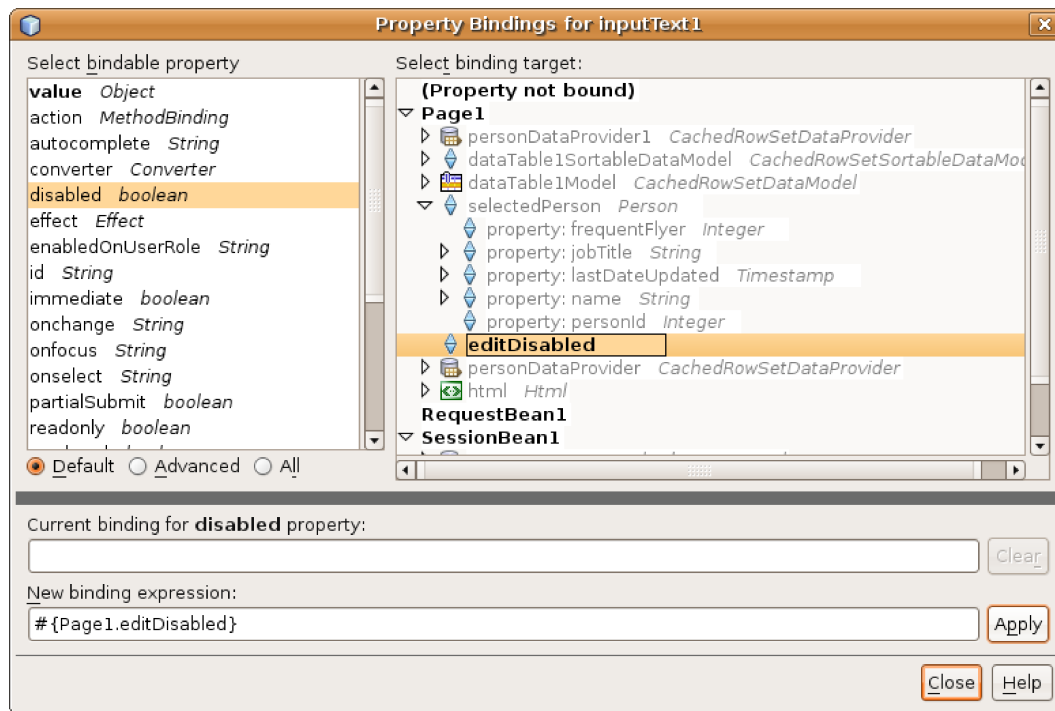 Property Bindings for inputText1
Select bindable property
value Object
action MethodBinding
autocomplete String
converter Converter
disabled boolean
effect Effect
enabledOnUserRole String
id String
immediate boolean
onchange String
onfocus String
onselect String
partialSubmit boolean
readonly boolean
Default Advanced All
Select binding target:
(Property not bound)
Page1
personDataProvider1 CachedRowSetDataProvider
dataTable1SortableDataModel CachedRowSetSortableDataMod
dataTable1Model CachedRowSetDataModel
selectedPerson Person
property: frequentFlyer Integer
property: jobTitle String
property: lastDateUpdated Timestamp
property: name String
property: personId Integer
editDisabled
personDataProvider CachedRowSetDataProvider
html Html
RequestBean1
SessionBean1
Current binding for disabled property:
Clear
New binding expression:
#{Page1.editDisabled}
Apply
Close Help